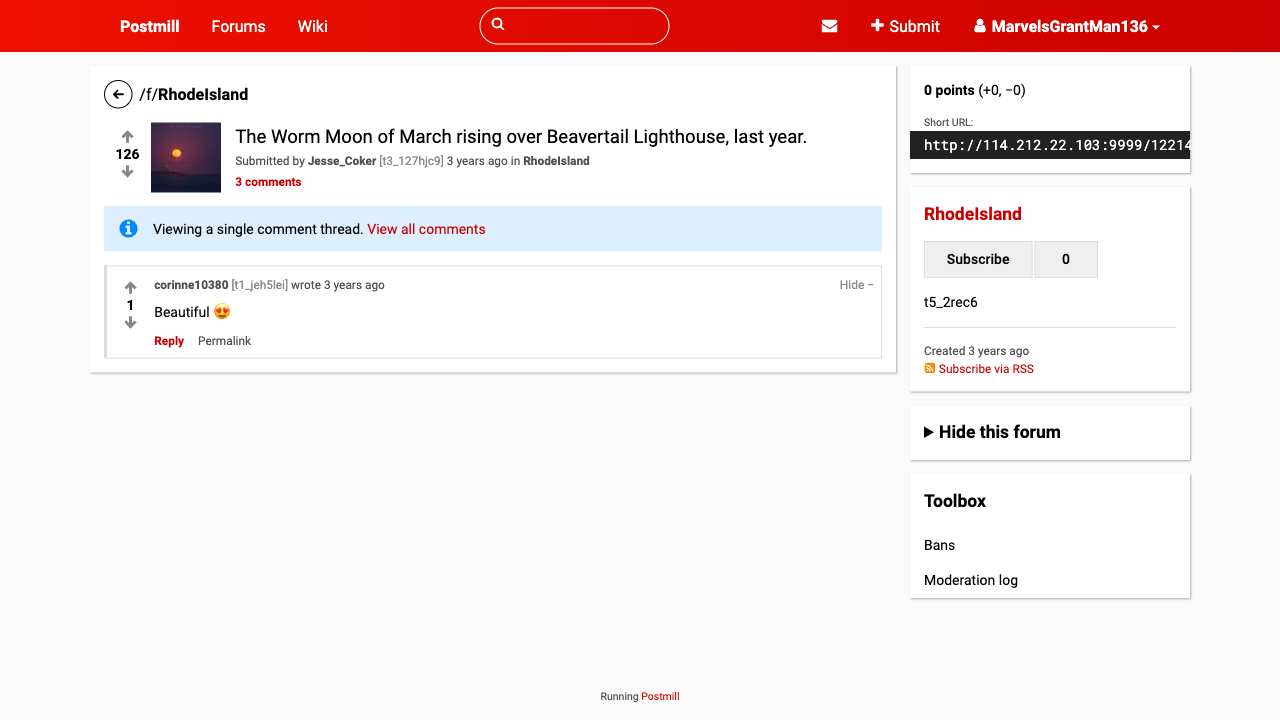 Postmill Forums Wiki Submit MarvelsGrantMan136
/f/RhodeIsland
126
The Worm Moon of March rising over Beavertail Lighthouse, last year.
Submitted by Jesse_Coker [t3_127hjc9] 3 years ago in RhodeIsland
3 comments
Viewing a single comment thread. View all comments
corinne10380 [t1_jeh5lei] wrote 3 years ago Hide −
1
Beautiful 😍
Reply Permalink
0 points (+0, −0)
Short URL:
http://114.212.22.103:9999/12214
RhodeIsland
Subscribe 0
t5_2rec6
Created 3 years ago
Subscribe via RSS
Hide this forum
Toolbox
Bans
Moderation log
Running Postmill